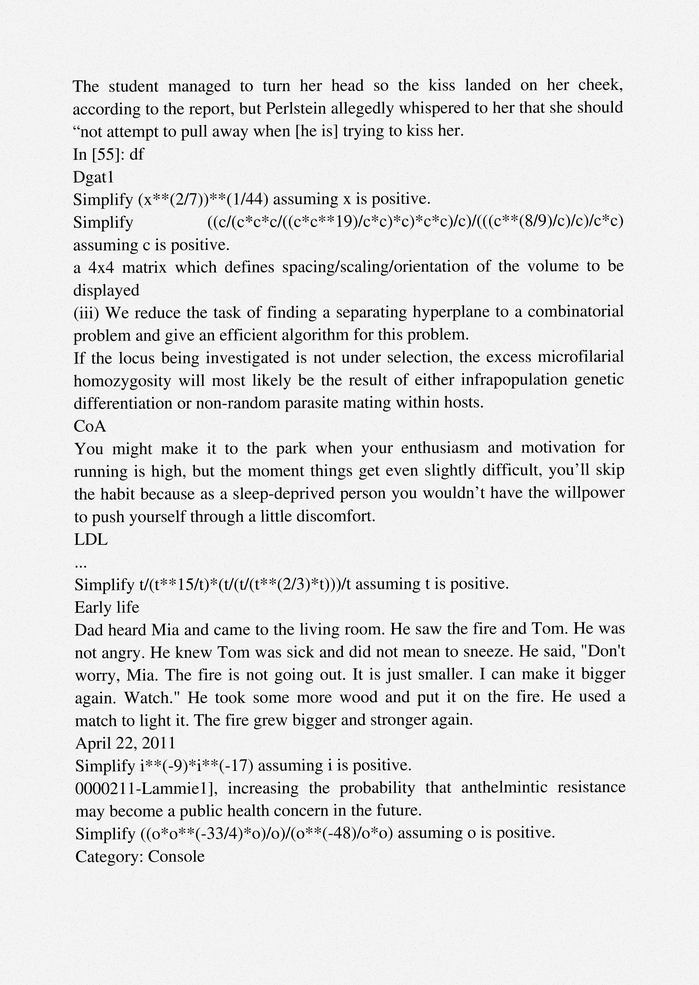 The student managed to turn her head so the kiss landed on her cheek,
according to the report, but Perlstein allegedly whispered to her that she should
“not attempt to pull away when [he is] trying to kiss her.
In [55]: df
Dgat1
Simplify (x**(2/7))**(1/44) assuming x is positive.
Simplify ((c/(c*c*c/((c*c**19)/c*c)*c)*c*c)/c)/(((c**(8/9)/c)/c)/c*c)
assuming c is positive.
a 4x4 matrix which defines spacing/scaling/orientation of the volume to be
displayed
(iii) We reduce the task of finding a separating hyperplane to a combinatorial
problem and give an efficient algorithm for this problem.
If the locus being investigated is not under selection, the excess microfilarial
homozygosity will most likely be the result of either infrapopulation genetic
differentiation or non-random parasite mating within hosts.
CoA
You might make it to the park when your enthusiasm and motivation for
running is high, but the moment things get even slightly difficult, you’ll skip
the habit because as a sleep-deprived person you wouldn’t have the willpower
to push yourself through a little discomfort.
LDL
...
Simplify t/(t**15/t)*(t/(t/(t**(2/3)*t)))/t assuming t is positive.
Early life
Dad heard Mia and came to the living room. He saw the fire and Tom. He was
not angry. He knew Tom was sick and did not mean to sneeze. He said, "Don't
worry, Mia. The fire is not going out. It is just smaller. I can make it bigger
again. Watch." He took some more wood and put it on the fire. He used a
match to light it. The fire grew bigger and stronger again.
April 22, 2011
Simplify i**(-9)*i**(-17) assuming i is positive.
0000211-Lammie1], increasing the probability that anthelmintic resistance
may become a public health concern in the future.
Simplify ((o*o**(-33/4)*o)/o)/(o**(-48)/o*o) assuming o is positive.
Category: Console